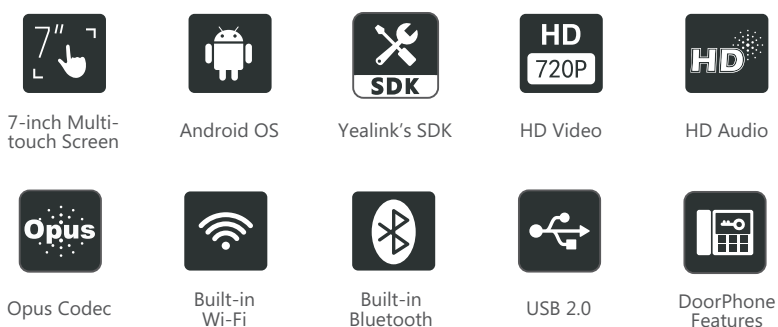 7"
SDK
HD
720P
HD
7-inch Multi-
touch Screen
Android OS
Yealink's SDK
HD Video
HD Audio
Opus
Opus Codec
Built-in
Wi-Fi
Built-in
Bluetooth
USB 2.0
DoorPhone
Features